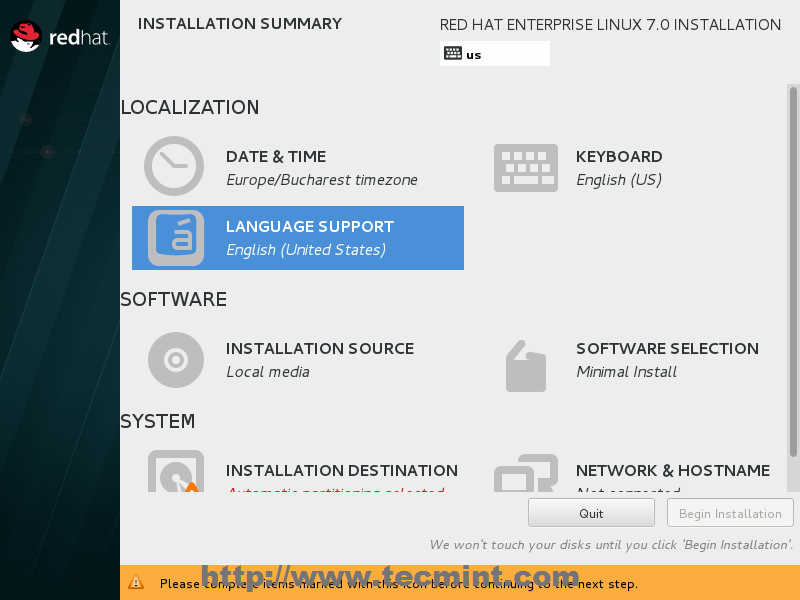 redhat.
INSTALLATION SUMMARY
RED HAT ENTERPRISE LINUX 7.0 INSTALLATION
us
LOCALIZATION
DATE & TIME
Europe/Bucharest timezone
KEYBOARD
English (US)
LANGUAGE SUPPORT
English (United States)
SOFTWARE
INSTALLATION SOURCE
Local media
SOFTWARE SELECTION
Minimal Install
SYSTEM
INSTALLATION DESTINATION
Automatic partitioning selected
NETWORK & HOSTNAME
Not connected
Quit
Begin Installation
We won't touch your disks until you click 'Begin Installation'.
Please complete items marked with this icon before continuing to the next step.
http://www.tecmint.com